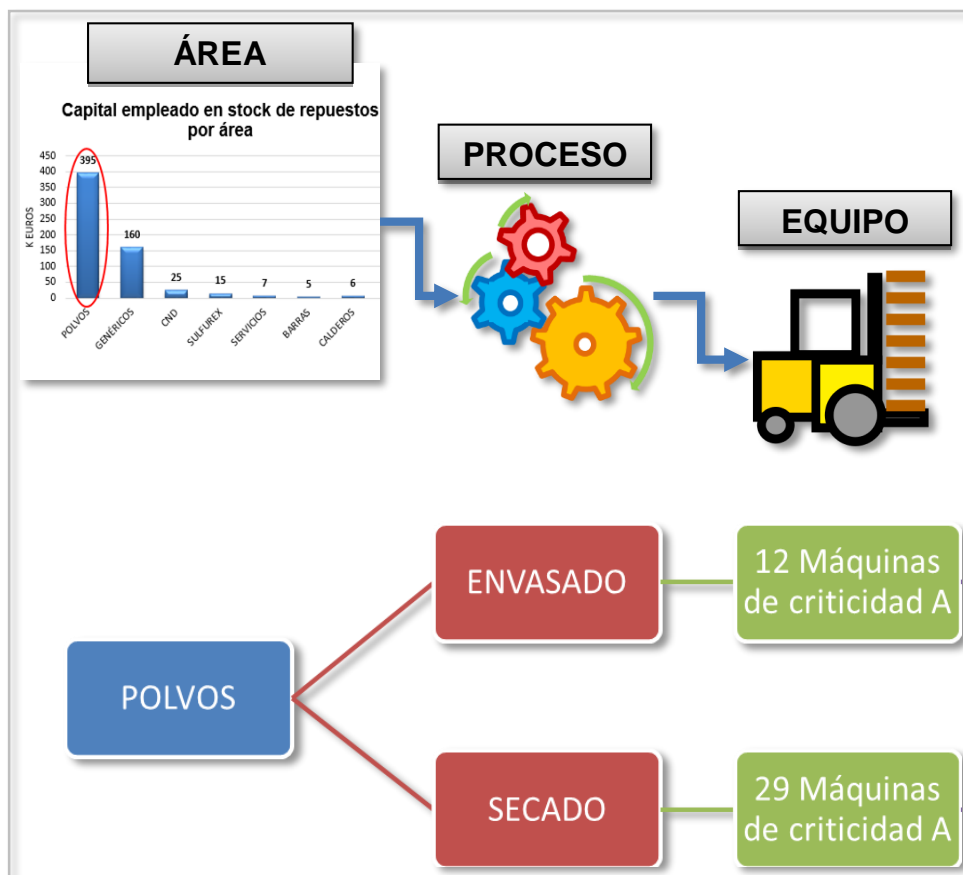 ÁREA
Capital empleado en stock de repuestos
por área
K EUROS
450
400
350
300
250
200
150
100
50
0
395
160
25
15
7
5
6
POLVOS
GENÉRICOS
CND
SULFUREX
SERVICIOS
BARRAS
CALDEROS
PROCESO
EQUIPO
POLVOS
ENVASADO
12 Máquinas
de criticidad A
SECADO
29 Máquinas
de criticidad A